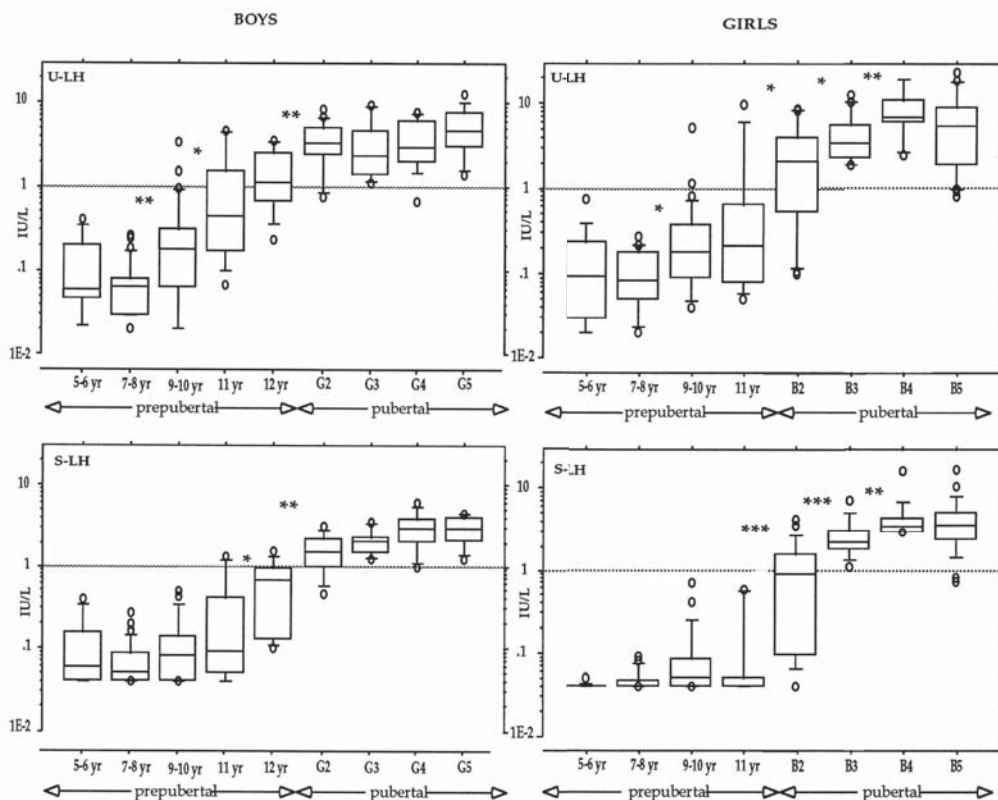 BOYS
GIRLS
U-LH
**
*
**
10
1
.1
1E-2
IU/L
5-6 yr 7-8 yr 9-10 yr 11 yr 12 yr G2 G3 G4 G5
prepubertal pubertal
U-LH
*
*
*
**
10
1
.1
1E-2
IU/L
5-6 yr 7-8 yr 9-10 yr 11 yr B2 B3 B4 B5
prepubertal pubertal
S-LH
*
**
10
1
.1
1E-2
IU/L
5-6 yr 7-8 yr 9-10 yr 11 yr 12 yr G2 G3 G4 G5
prepubertal pubertal
S-LH
***
***
**
10
1
.1
1E-2
IU/L
5-6 yr 7-8 yr 9-10 yr 11 yr B2 B3 B4 B5
prepubertal pubertal